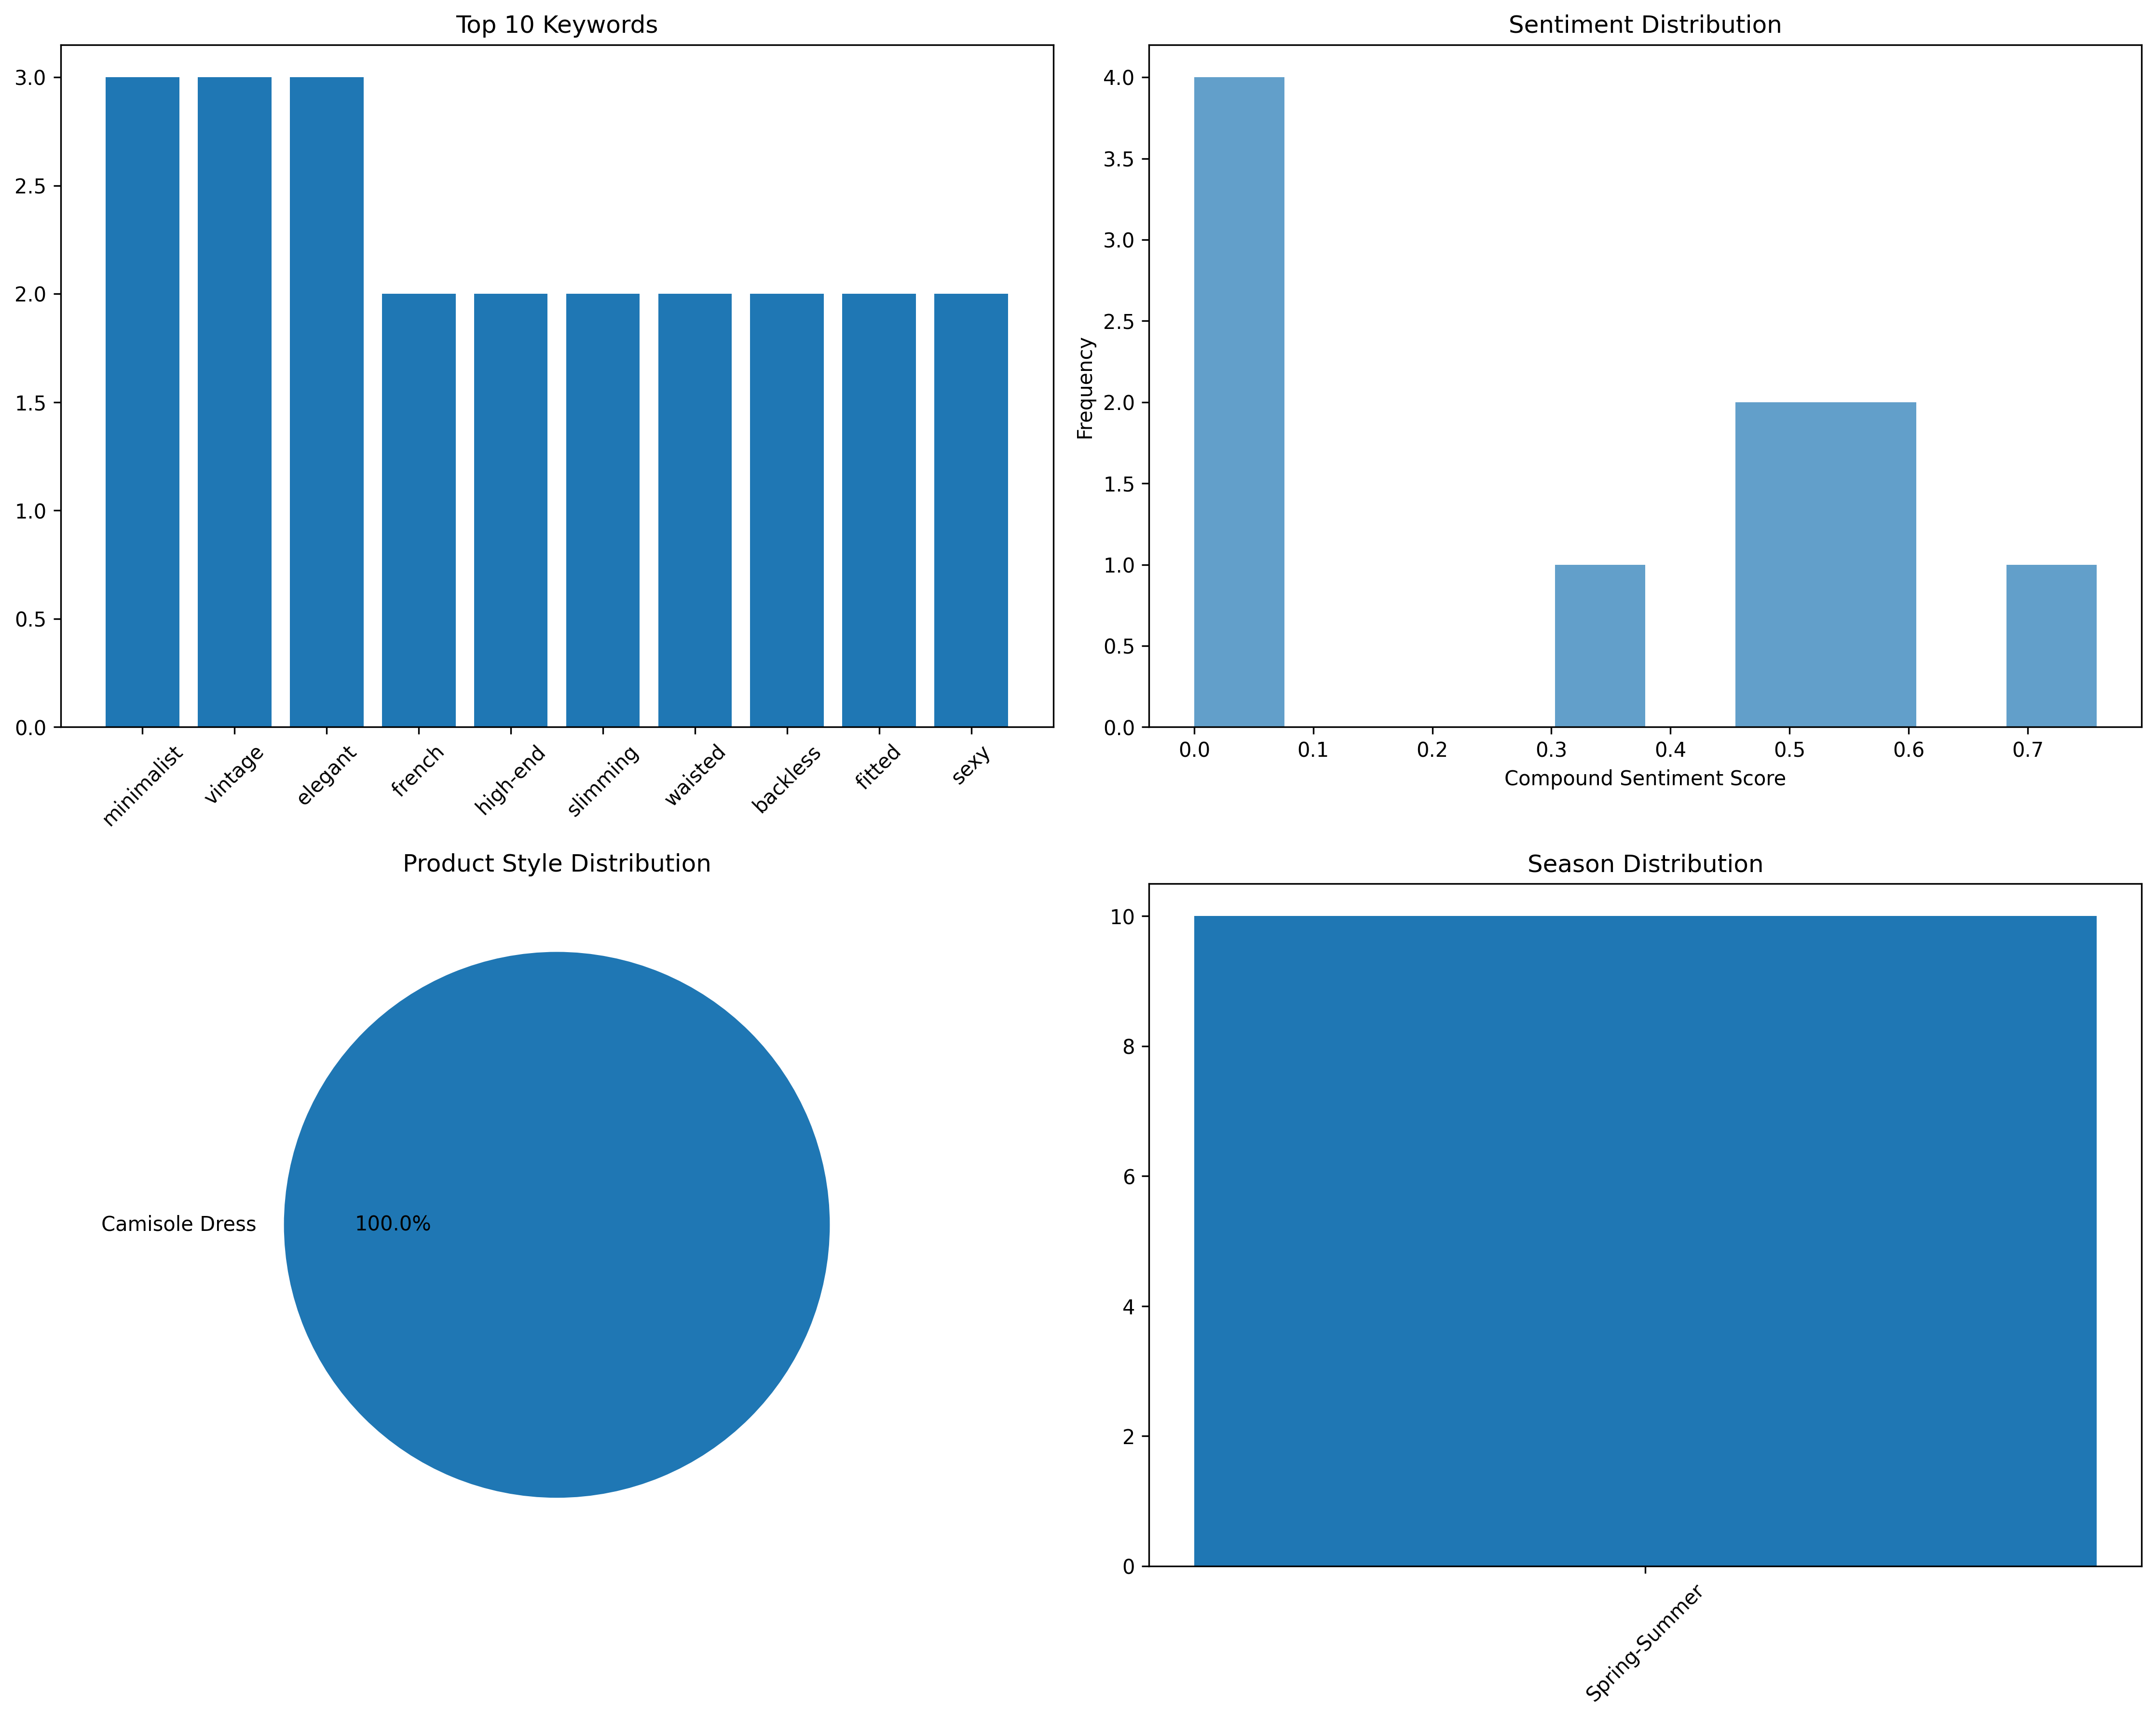 Top 10 Keywords
3.0
2.5
2.0
1.5
1.0
0.5
0.0
minimalist
vintage
elegant
french
high-end
slimming
waisted
backless
fitted
sexy
Sentiment Distribution
Frequency
4.0
3.5
3.0
2.5
2.0
1.5
1.0
0.5
0.0
0.0 0.1 0.2 0.3 0.4 0.5 0.6 0.7
Compound Sentiment Score
Product Style Distribution
Camisole Dress
100.0%
Season Distribution
10
8
6
4
2
0
Spring-Summer